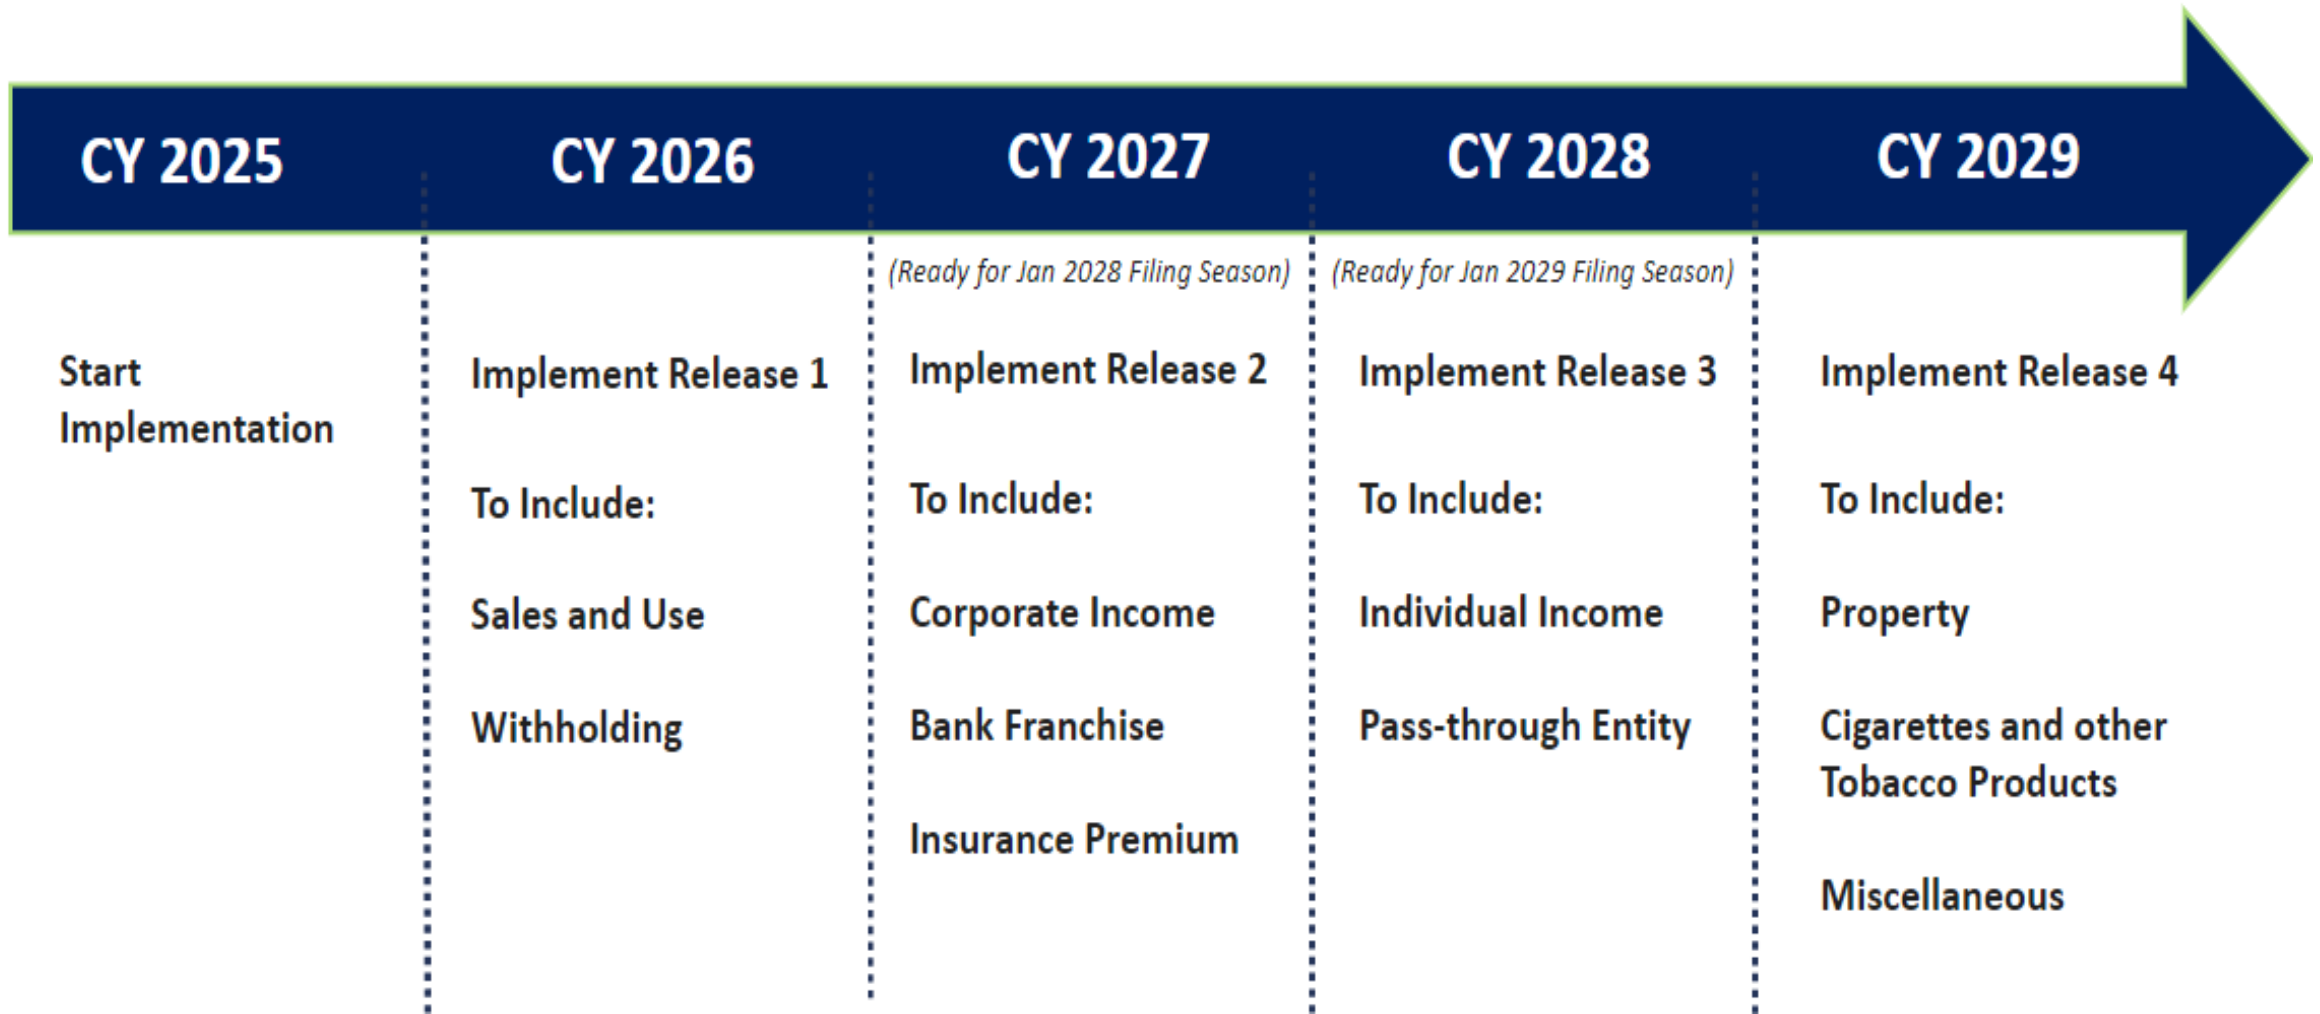 CY 2025
CY 2026
CY 2027
CY 2028
CY 2029
(Ready for Jan 2028 Filing Season)
(Ready for Jan 2029 Filing Season)
Start
Implementation
Implement Release 1
To Include:
Sales and Use
Withholding
Implement Release 2
To Include:
Corporate Income
Bank Franchise
Insurance Premium
Implement Release 3
To Include:
Individual Income
Pass-through Entity
Implement Release 4
To Include:
Property
Cigarettes and other
Tobacco Products
Miscellaneous